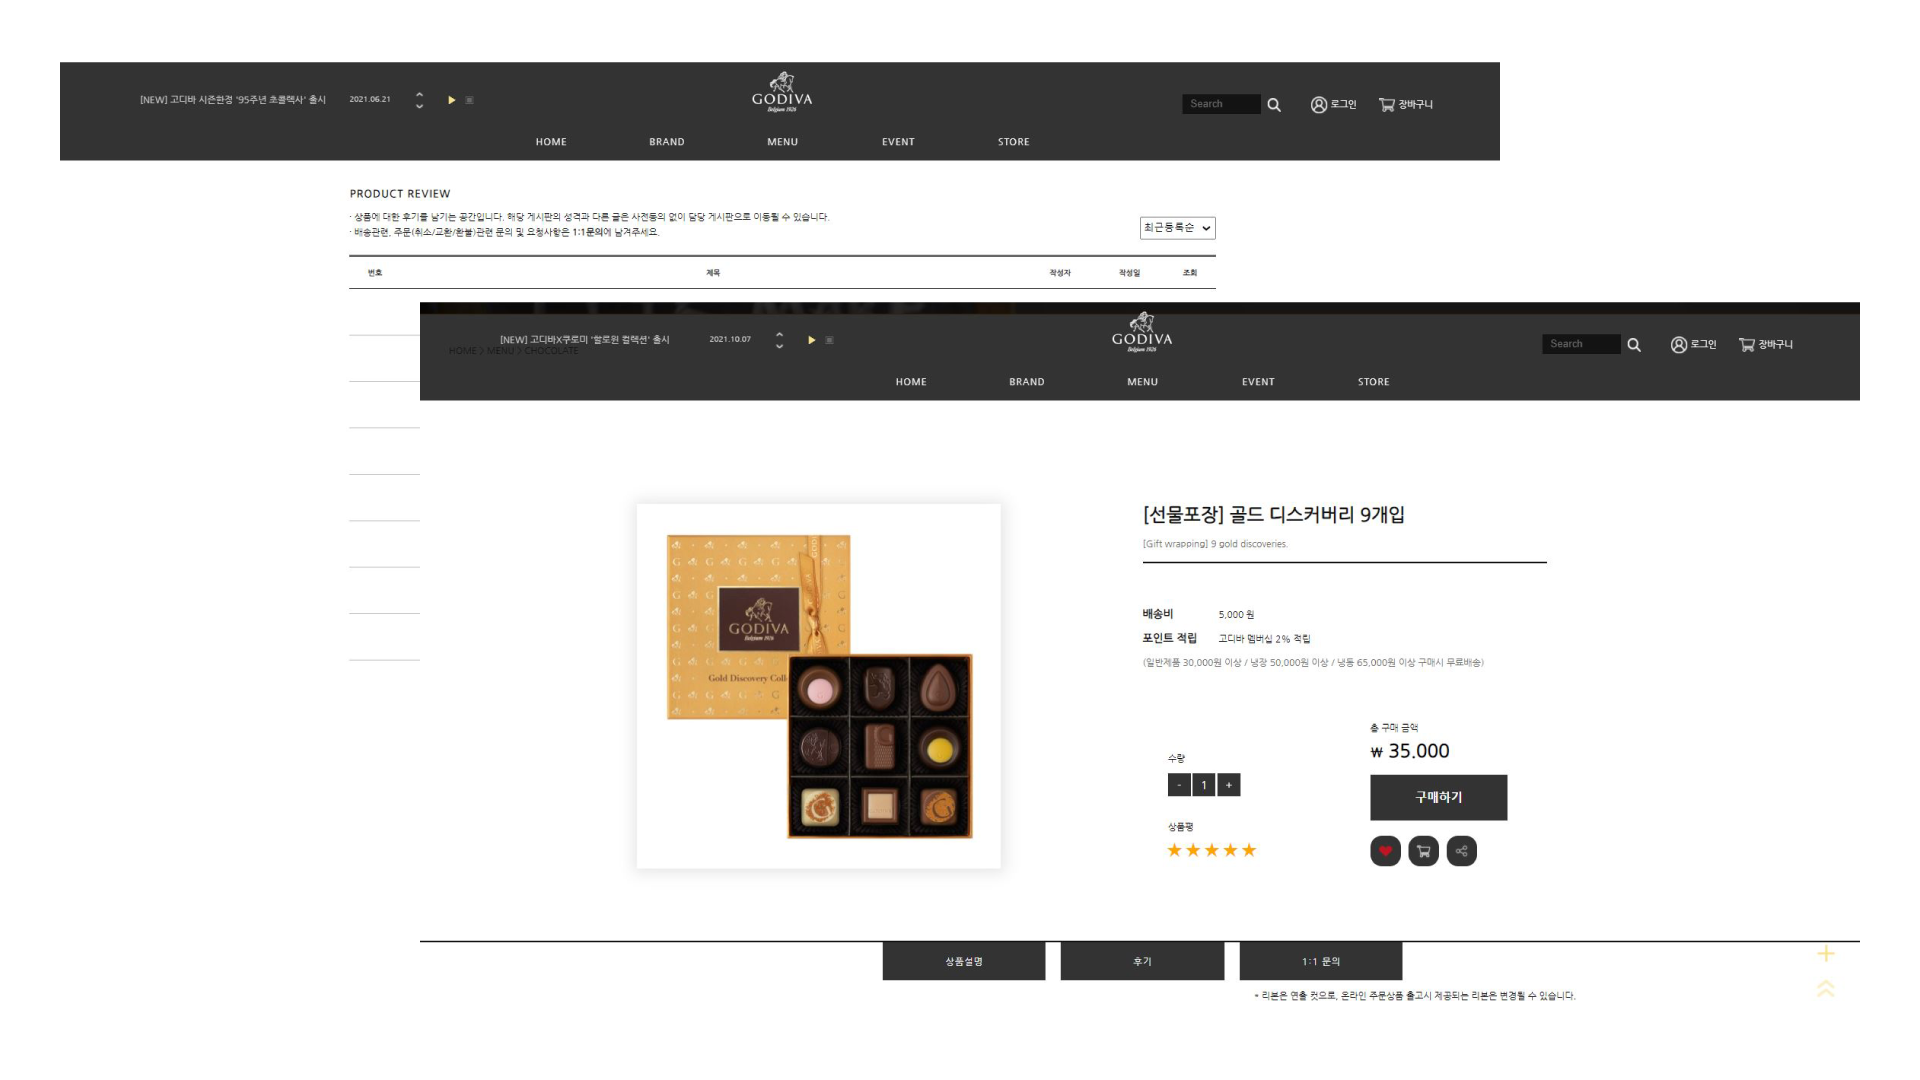 [NEW] 고디바 시즌한정 '95주년 초콜렉사' 출시 2021.06.21
GODIVA
Belgium 1926
Search
로그인
장바구니
HOME BRAND MENU EVENT STORE
PRODUCT REVIEW
· 상품에 대한 후기를 남기는 공간입니다. 해당 게시판의 성격과 다른 글은 사전동의 없이 담당 게시판으로 이동될 수 있습니다.
· 배송관련, 주문(취소/교환/환불)관련 문의 및 요청사항은 1:1문의에 남겨주세요.
최근등록순
번호 제목 작성자 작성일 조회
[NEW] 고디바X쿠로미 '할로윈 컬렉션' 출시 2021.10.07
HOME > MENU > CHOCOLATE
GODIVA
Belgium 1926
Search
로그인
장바구니
HOME BRAND MENU EVENT STORE
[선물포장] 골드 디스커버리 9개입
[Gift wrapping] 9 gold discoveries.
GODIVA
Belgium 1926
Gold Discovery Coll
배송비 5,000 원
포인트 적립 고디바 멤버십 2% 적립
(일반제품 30,000원 이상 / 냉장 50,000원 이상 / 냉동 65,000원 이상 구매시 무료배송)
수량
- 1 +
총 구매 금액
₩ 35,000
구매하기
상품평
★★★★★
상품설명 후기 1:1 문의
* 리본은 연출 컷으로, 온라인 주문상품 출고시 제공되는 리본은 변경될 수 있습니다.